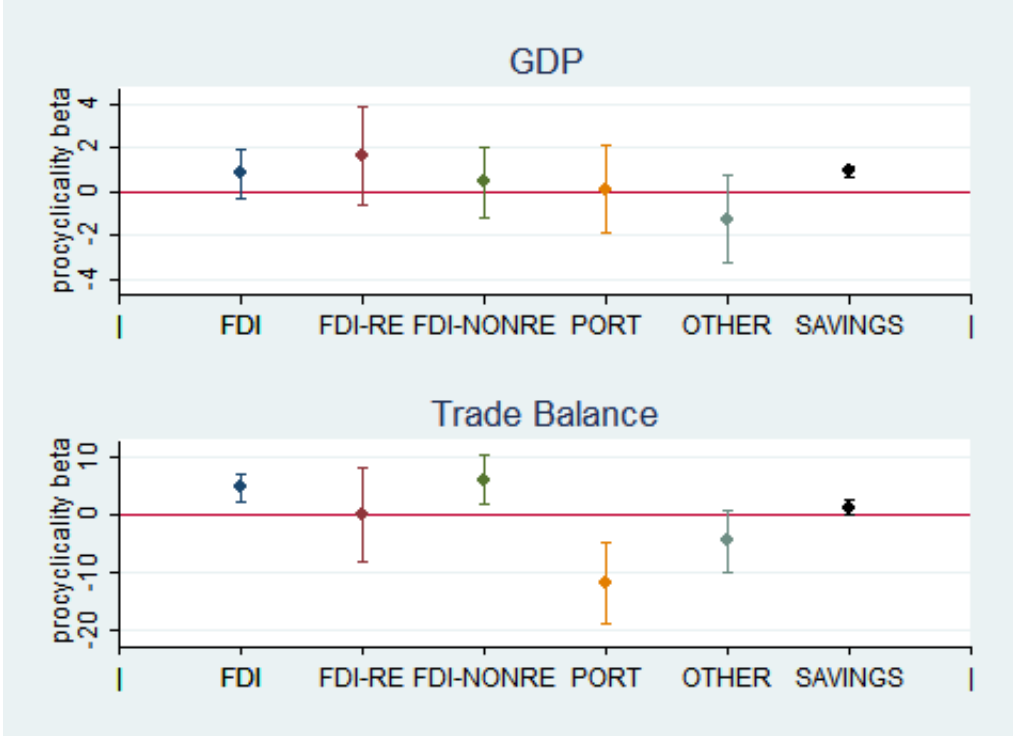 GDP
procyclicality beta
4
2
0
-2
-4
FDI FDI-RE FDI-NONRE PORT OTHER SAVINGS
Trade Balance
procyclicality beta
10
0
-10
-20
FDI FDI-RE FDI-NONRE PORT OTHER SAVINGS